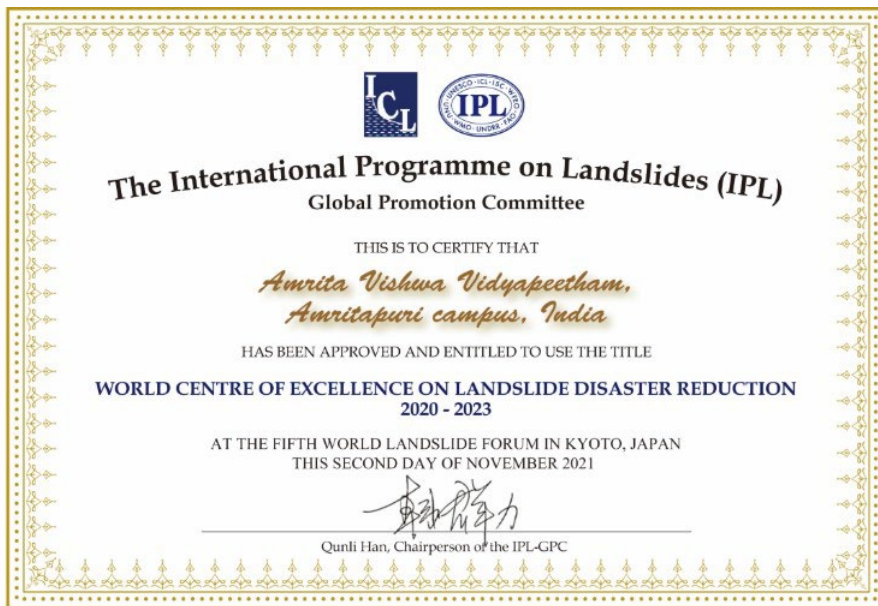 ICL
UNESCO · ICL · ISC · WFEO
IPL
UNU · WMO · UNDRR · FAO
The International Programme on Landslides (IPL)
Global Promotion Committee
THIS IS TO CERTIFY THAT
Amrita Vishwa Vidyapeetham,
Amritapuri campus, India
HAS BEEN APPROVED AND ENTITLED TO USE THE TITLE
WORLD CENTRE OF EXCELLENCE ON LANDSLIDE DISASTER REDUCTION
2020 - 2023
AT THE FIFTH WORLD LANDSLIDE FORUM IN KYOTO, JAPAN
THIS SECOND DAY OF NOVEMBER 2021
Qunli Han, Chairperson of the IPL-GPC